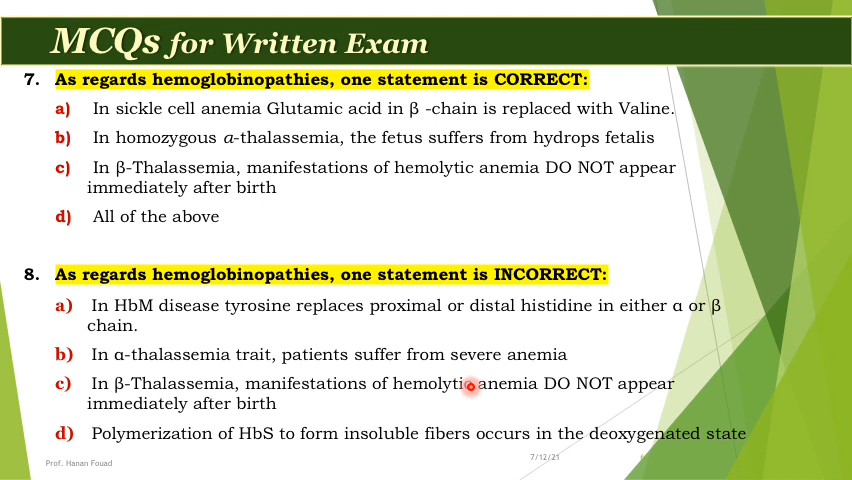 MCQs for Written Exam
7. As regards hemoglobinopathies, one statement is CORRECT:
a) In sickle cell anemia Glutamic acid in β -chain is replaced with Valine.
b) In homozygous α-thalassemia, the fetus suffers from hydrops fetalis
c) In β-Thalassemia, manifestations of hemolytic anemia DO NOT appear
immediately after birth
d) All of the above
8. As regards hemoglobinopathies, one statement is INCORRECT:
a) In HbM disease tyrosine replaces proximal or distal histidine in either α or β
chain.
b) In α-thalassemia trait, patients suffer from severe anemia
c) In β-Thalassemia, manifestations of hemolytic anemia DO NOT appear
immediately after birth
d) Polymerization of HbS to form insoluble fibers occurs in the deoxygenated state
Prof. Hanan Fouad
7/12/21